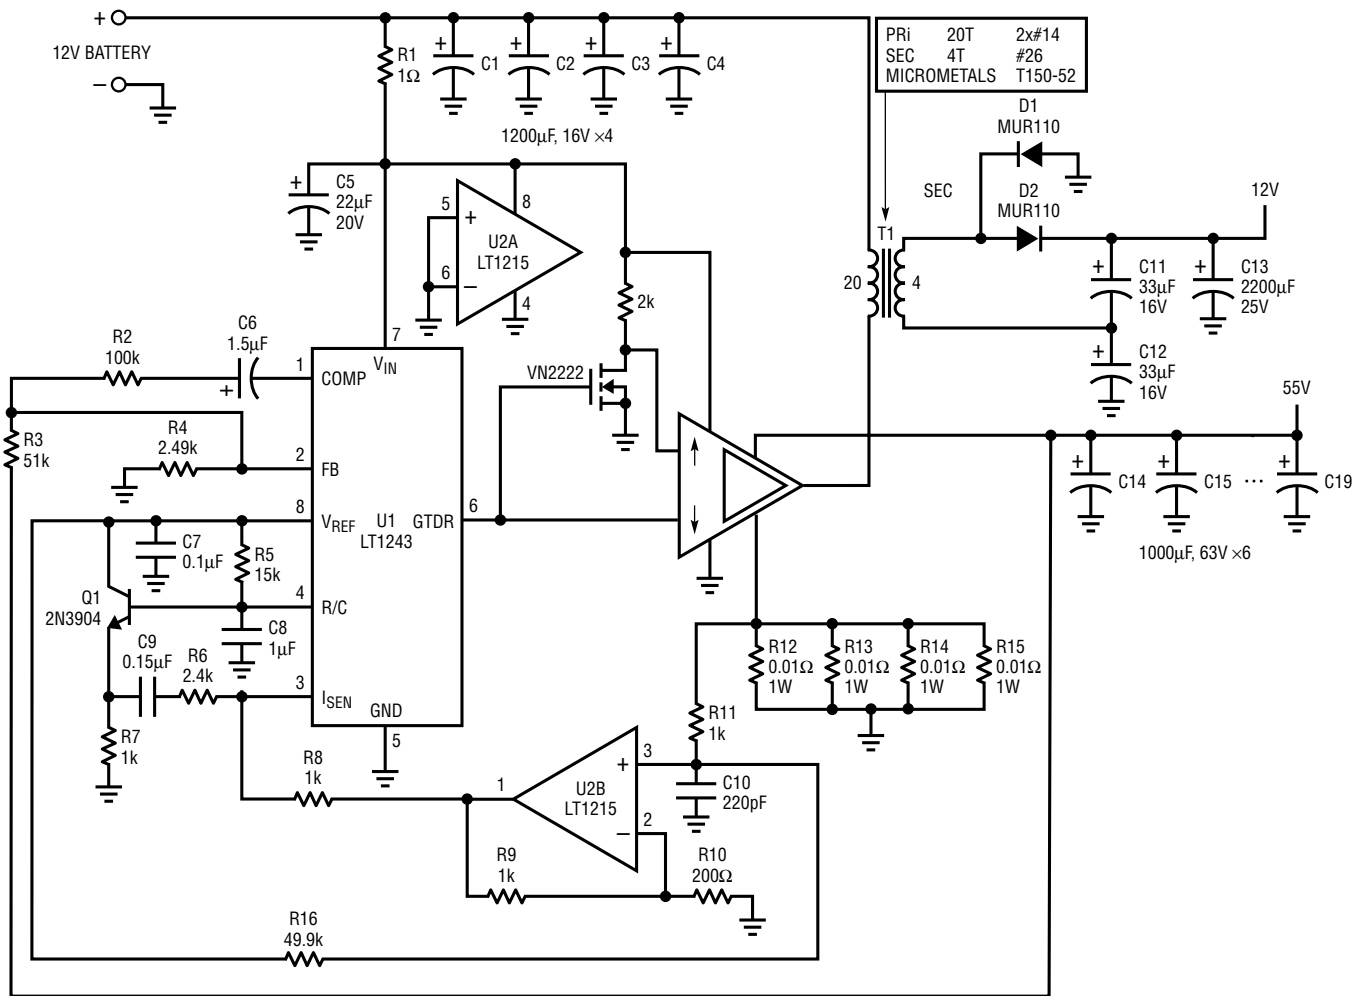 +
12V BATTERY
–
R1
1Ω
+
C1
+
C2
+
C3
+
C4
1200µF, 16V ×4
PRi 20T 2x#14
SEC 4T #26
MICROMETALS T150-52
D1
MUR110
SEC
D2
MUR110
12V
T1
20
4
+
C11
33µF
16V
+
C13
2200µF
25V
+
C12
33µF
16V
55V
+
C5
22µF
20V
5
+
6
–
8
U2A
LT1215
4
2k
VN2222
R2
100k
C6
1.5µF
+
1
COMP
7
VIN
R3
51k
R4
2.49k
2
FB
8
VREF
U1
LT1243
GTDR
6
C7
0.1µF
R5
15k
4
R/C
Q1
2N3904
C8
1µF
C9
0.15µF
R6
2.4k
3
ISEN
GND
5
R7
1k
+
C14
+
C15
···
+
C19
1000µF, 63V ×6
R12
0.01Ω
1W
R13
0.01Ω
1W
R14
0.01Ω
1W
R15
0.01Ω
1W
R11
1k
R8
1k
1
U2B
LT1215
+
3
–
2
C10
220pF
R9
1k
R10
200Ω
R16
49.9k